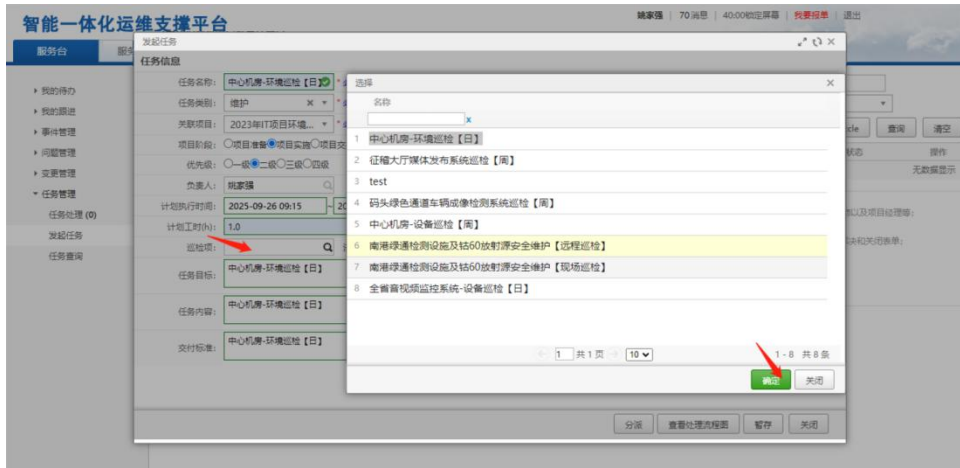 智能一体化运维支撑平台
姚家强 | 70消息 | 40:00锁定屏幕 | 我要报单 | 退出
服务台
发起任务
任务信息
我的待办
我的跟进
事件管理
问题管理
变更管理
任务管理
任务处理 (0)
发起任务
任务查询
任务名称: 中心机房-环境巡检【日】
任务类别: 维护
关联项目: 2023年IT项目环境...
项目阶段: 项目准备 项目实施 项目交
优先级: 一级 二级 三级 四级
负责人: 姚家强
计划执行时间: 2025-09-26 09:15 ~ 20
计划工时(h): 1.0
巡检项:
任务目标: 中心机房-环境巡检【日】
任务内容: 中心机房-环境巡检【日】
交付标准: 中心机房-环境巡检【日】
选择
名称
x
1 中心机房-环境巡检【日】
2 征稽大厅媒体发布系统巡检【周】
3 test
4 码头绿色通道车辆成像检测系统巡检【周】
5 中心机房-设备巡检【周】
6 南港绿通检测设施及钴60放射源安全维护【远程巡检】
7 南港绿通检测设施及钴60放射源安全维护【现场巡检】
8 全省音视频监控系统-设备巡检【日】
1 共1页 10
1 - 8 共8条
确定 关闭
分派 查看处理流程图 暂存 关闭
cle 查询 清空
状态 操作
无数据显示